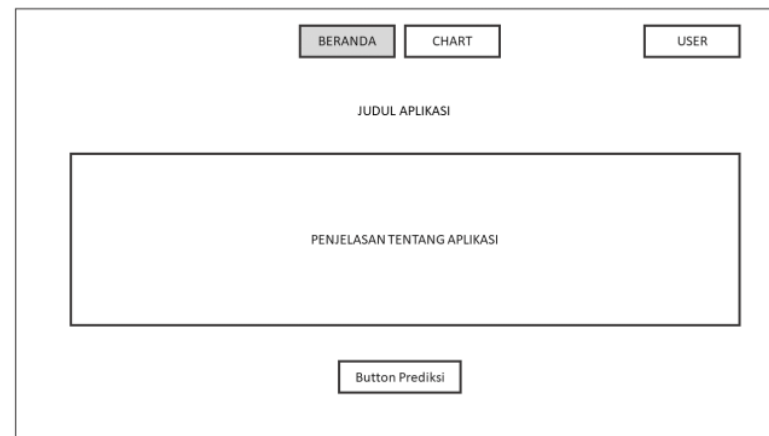 BERANDA
CHART
USER
JUDUL APLIKASI
PENJELASAN TENTANG APLIKASI
Button Prediksi